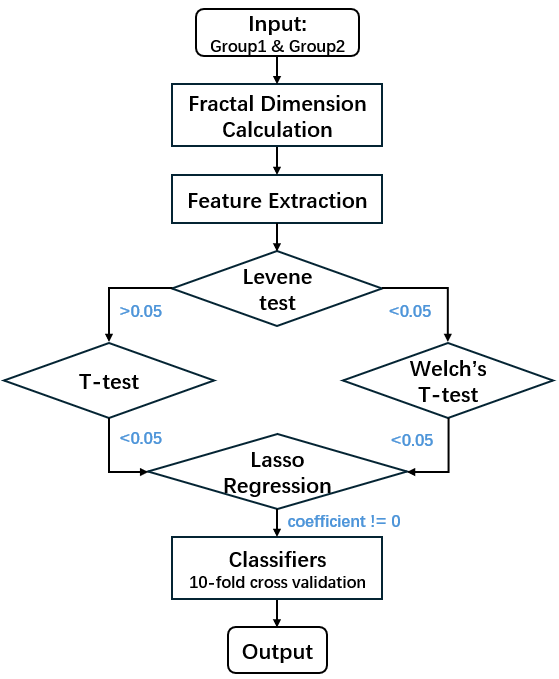 Input:
Group1 & Group2
Fractal Dimension
Calculation
Feature Extraction
Levene
test
>0.05
<0.05
T-test
Welch's
T-test
<0.05
<0.05
Lasso
Regression
coefficient != 0
Classifiers
10-fold cross validation
Output